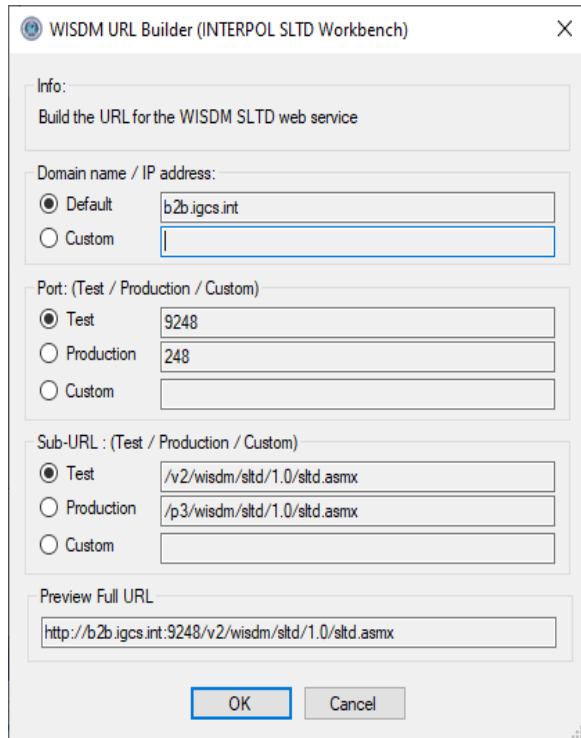 WISDM URL Builder (INTERPOL SLTD Workbench)
Info:
Build the URL for the WISDM SLTD web service
Domain name / IP address:
Default b2b.igcs.int
Custom
Port: (Test / Production / Custom)
Test 9248
Production 248
Custom
Sub-URL : (Test / Production / Custom)
Test /v2/wisdm/sltd/1.0/sltd.asmx
Production /p3/wisdm/sltd/1.0/sltd.asmx
Custom
Preview Full URL
http://b2b.igcs.int:9248/v2/wisdm/sltd/1.0/sltd.asmx
OK Cancel